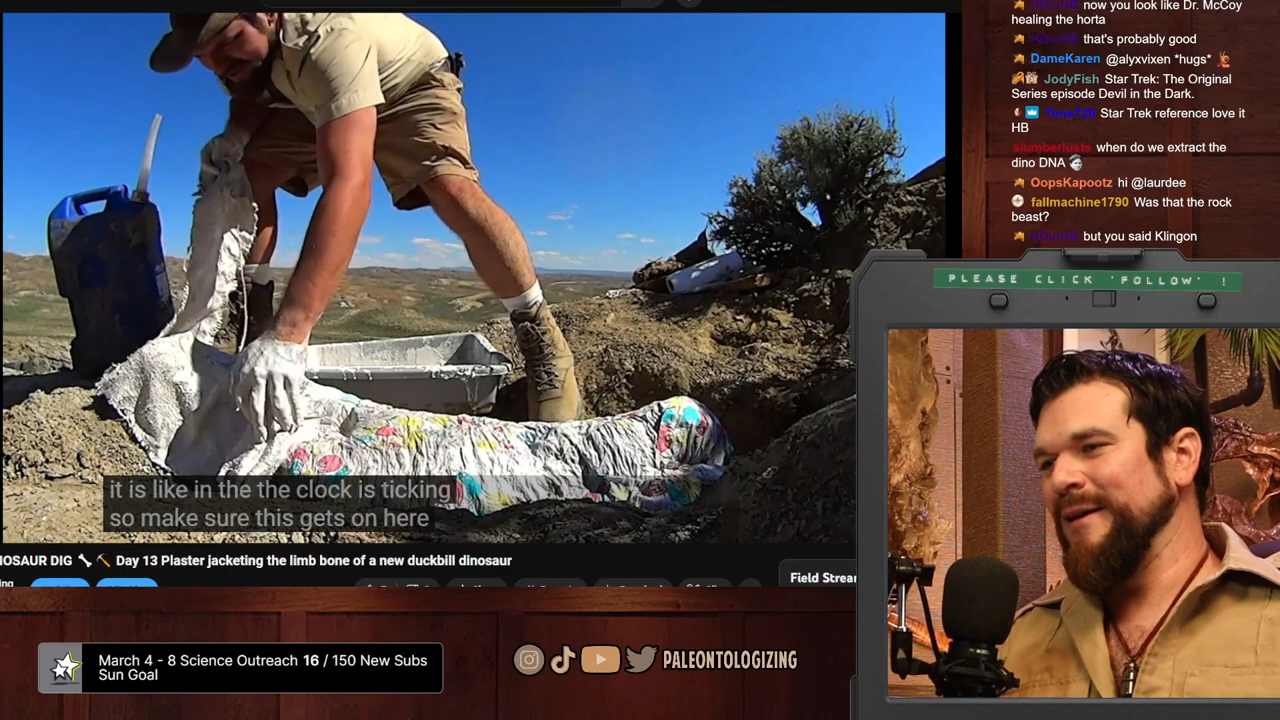 now you look like Dr. McCoy
healing the horta
that's probably good
DameKaren @alyxvixen *hugs*
JodyFish Star Trek: The Original
Series episode Devil in the Dark.
Star Trek reference love it
HB
slumberlusts when do we extract the
dino DNA
OopsKapootz hi @laurdee
fallmachine1790 Was that the rock
beast?
but you said Klingon
PLEASE CLICK "FOLLOW" !
it is like in the the clock is ticking
so make sure this gets on here
NOSAUR DIG Day 13 Plaster jacketing the limb bone of a new duckbill dinosaur
Field Strean
March 4 - 8 Science Outreach 16 / 150 New Subs
Sun Goal
PALEONTOLOGIZING